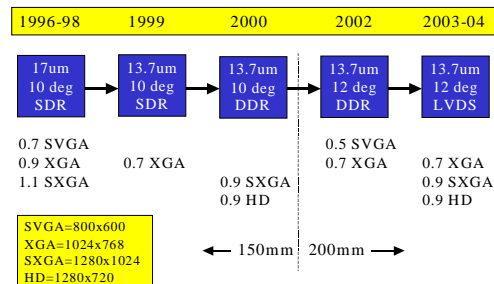 1996-98 1999 2000 2002 2003-04
17um
10 deg
SDR
13.7um
10 deg
SDR
13.7um
10 deg
DDR
13.7um
12 deg
DDR
13.7um
12 deg
LVDS
0.7 SVGA
0.9 XGA
1.1 SXGA
0.7 XGA
0.9 SXGA
0.9 HD
0.5 SVGA
0.7 XGA
0.7 XGA
0.9 SXGA
0.9 HD
SVGA=800x600
XGA=1024x768
SXGA=1280x1024
HD=1280x720
150mm 200mm